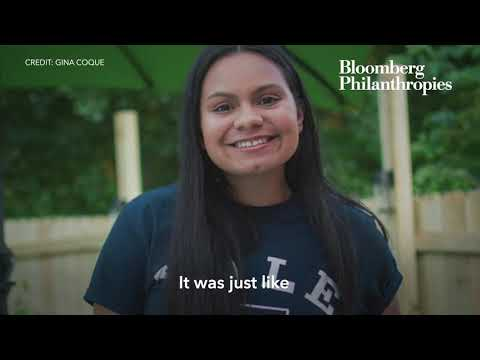 CREDIT: GINA COQUE
Bloomberg
Philanthropies
It was just like